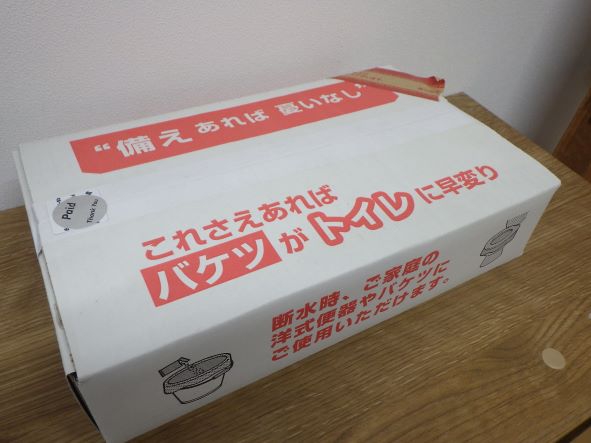 “備えあれば 憂いなし”
Paid
Thank You
これさえあれば
バケツがトイレに早変り
断水時、ご家庭の
洋式便器やバケツに
ご使用いただけます。